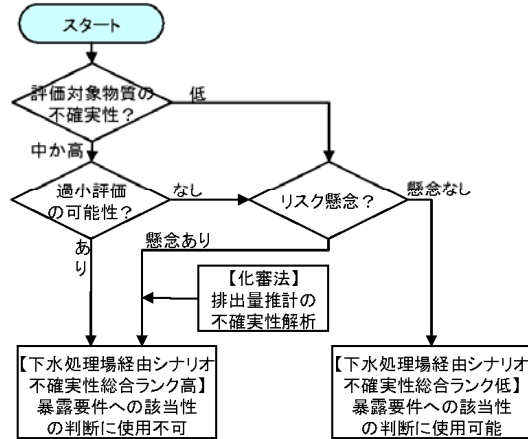 スタート
評価対象物質の
不確実性？
低
中か高
過小評価
の可能性？
なし
リスク懸念？
懸念なし
あり
懸念あり
【化審法】
排出量推計の
不確実性解析
【下水処理場経由シナリオ
不確実性総合ランク高】
暴露要件への該当性
の判断に使用不可
【下水処理場経由シナリオ
不確実性総合ランク低】
暴露要件への該当性
の判断に使用可能